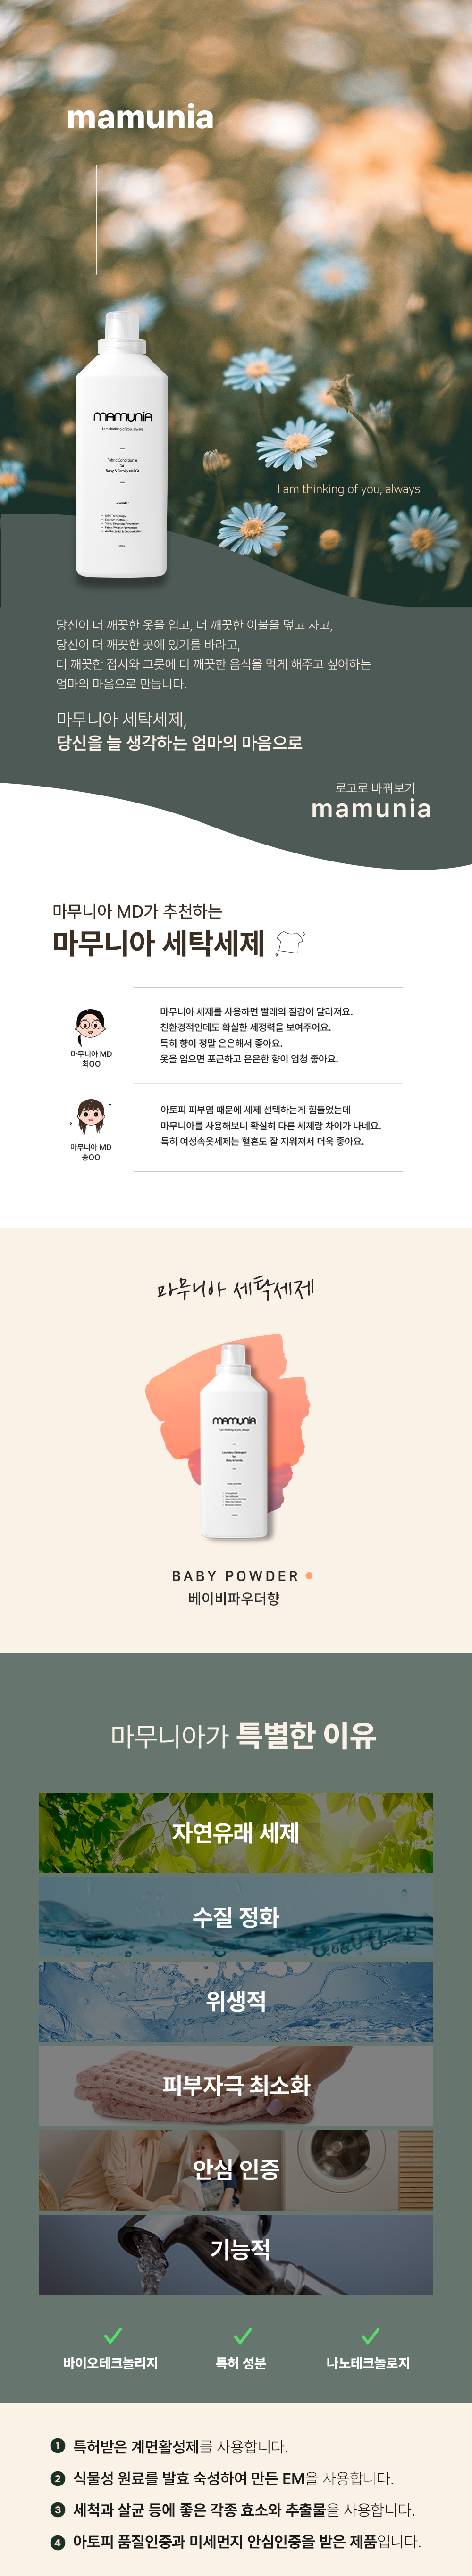 mamunia
mamunia
I am thinking of you, always
Fabric Conditioner
for
Baby & Family (MTG)
I am thinking of you, always
당신이 더 깨끗한 옷을 입고, 더 깨끗한 이불을 덮고 자고,
당신이 더 깨끗한 곳에 있기를 바라고,
더 깨끗한 접시와 그릇에 더 깨끗한 음식을 먹게 해주고 싶어하는
엄마의 마음으로 만듭니다.
마무니아 세탁세제,
당신을 늘 생각하는 엄마의 마음으로
로고로 바꿔보기
mamunia
마무니아 MD가 추천하는
마무니아 세탁세제
마무니아 MD
최OO
마무니아 세제를 사용하면 빨래의 질감이 달라져요.
친환경적인데도 확실한 세정력을 보여주어요.
특히 향이 정말 은은해서 좋아요.
옷을 입으면 포근하고 은은한 향이 엄청 좋아요.
마무니아 MD
송OO
아토피 피부염 때문에 세제 선택하는게 힘들었는데
마무니아를 사용해보니 확실히 다른 세제랑 차이가 나네요.
특히 여성속옷세제는 혈흔도 잘 지워져서 더욱 좋아요.
마무니아 세탁세제
mamunia
I am thinking of you, always
Laundry Detergent
for
Baby & Family
BABY POWDER
베이비파우더향
마무니아가 특별한 이유
자연유래 세제
수질 정화
위생적
피부자극 최소화
안심 인증
기능적
바이오테크놀리지
특허 성분
나노테크놀로지
1 특허받은 계면활성제를 사용합니다.
2 식물성 원료를 발효 숙성하여 만든 EM을 사용합니다.
3 세척과 살균 등에 좋은 각종 효소와 추출물을 사용합니다.
4 아토피 품질인증과 미세먼지 안심인증을 받은 제품입니다.